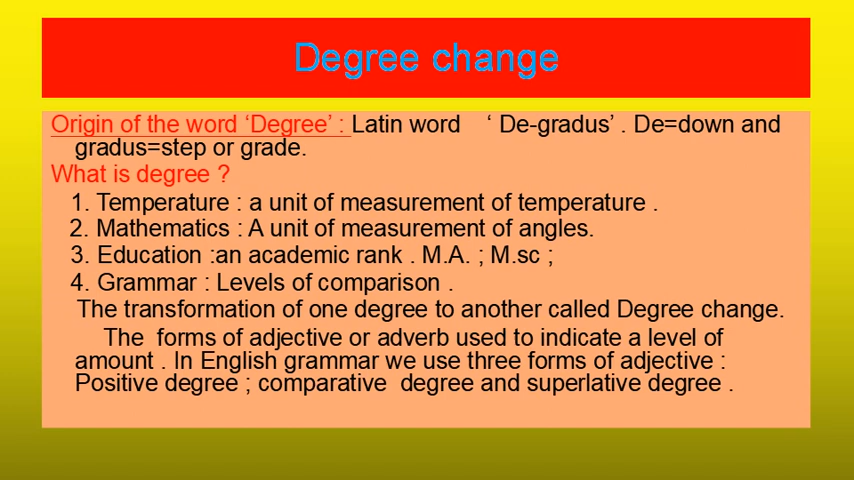 Degree change
Origin of the word ‘Degree’ : Latin word ‘ De-gradus’ . De=down and
gradus=step or grade.
What is degree ?
1. Temperature : a unit of measurement of temperature .
2. Mathematics : A unit of measurement of angles.
3. Education :an academic rank . M.A. ; M.sc ;
4. Grammar : Levels of comparison .
The transformation of one degree to another called Degree change.
The forms of adjective or adverb used to indicate a level of
amount . In English grammar we use three forms of adjective :
Positive degree ; comparative degree and superlative degree .